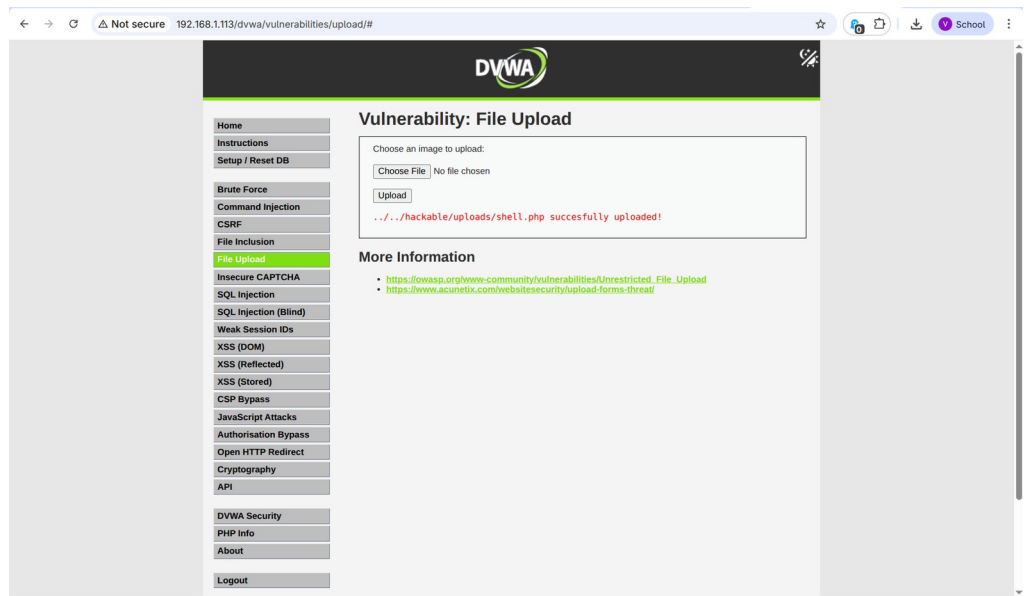 Not secure 192.168.1.113/dvwa/vulnerabilities/upload/#
0
V School
DVWA
Home
Instructions
Setup / Reset DB
Brute Force
Command Injection
CSRF
File Inclusion
File Upload
Insecure CAPTCHA
SQL Injection
SQL Injection (Blind)
Weak Session IDs
XSS (DOM)
XSS (Reflected)
XSS (Stored)
CSP Bypass
JavaScript Attacks
Authorisation Bypass
Open HTTP Redirect
Cryptography
API
DVWA Security
PHP Info
About
Logout
Vulnerability: File Upload
Choose an image to upload:
Choose File No file chosen
Upload
../../hackable/uploads/shell.php succesfully uploaded!
More Information
https://owasp.org/www-community/vulnerabilities/Unrestricted_File_Upload
https://www.acunetix.com/websitesecurity/upload-forms-threat/